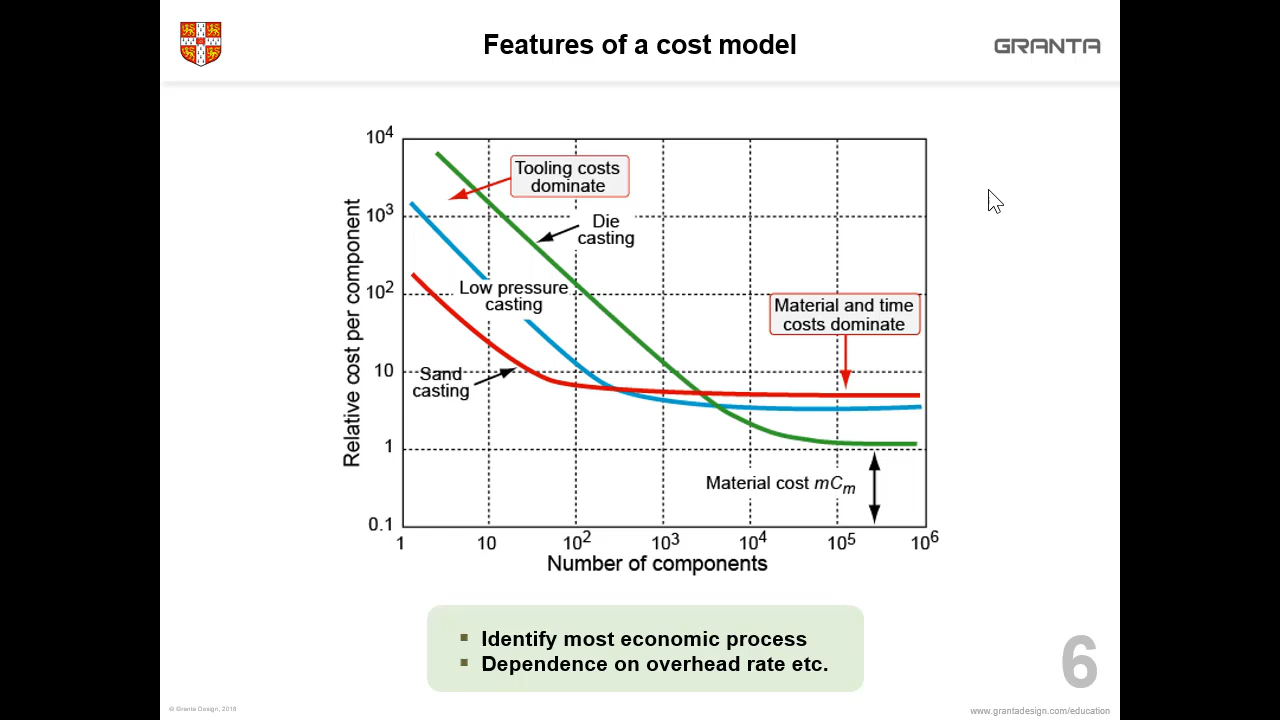 Features of a cost model
GRANTA
Relative cost per component
10⁴
10³
10²
10
1
0.1
Tooling costs
dominate
Die
casting
Low pressure
casting
Sand
casting
Material and time
costs dominate
Material cost mCₘ
1
10
10²
10³
10⁴
10⁵
10⁶
Number of components
▪ Identify most economic process
▪ Dependence on overhead rate etc.
6
© Granta Design, 2018
www.grantadesign.com/education